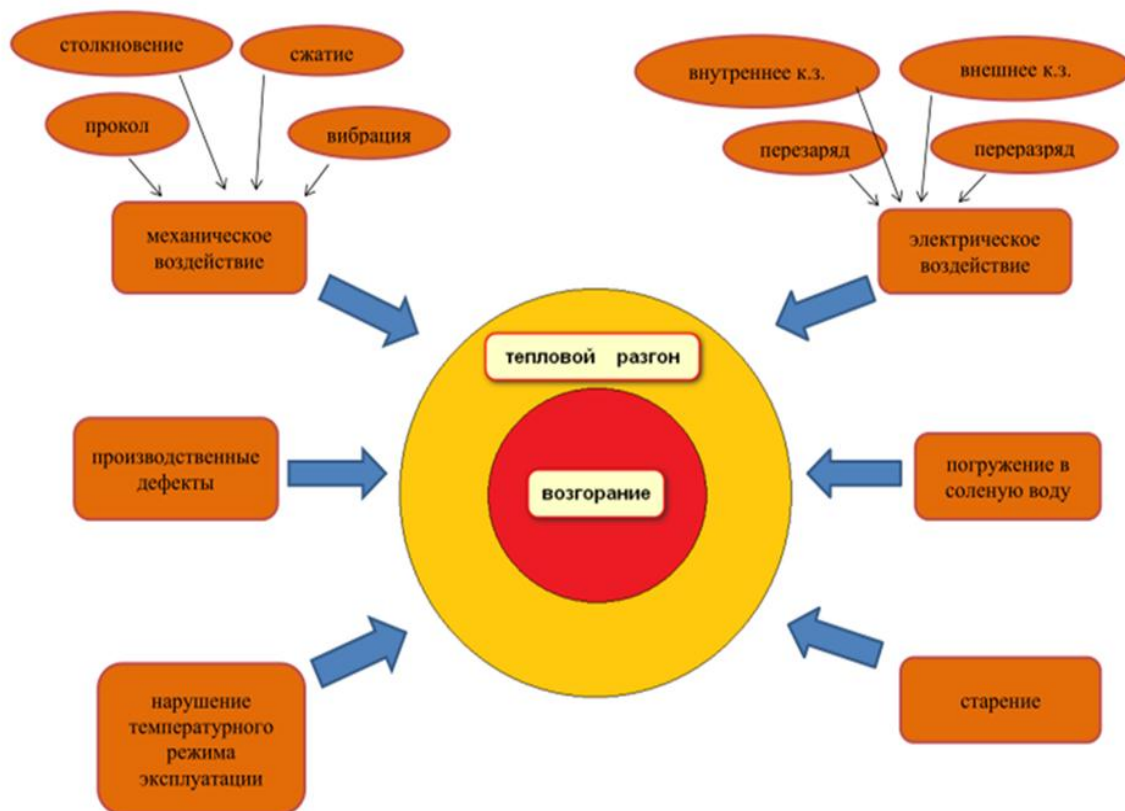 столкновение
сжатие
прокол
вибрация
механическое
воздействие
внутреннее к.з.
внешнее к.з.
перезаряд
переразряд
электрическое
воздействие
тепловой разгон
возгорание
производственные
дефекты
погружение в
соленую воду
нарушение
температурного
режима
эксплуатации
старение